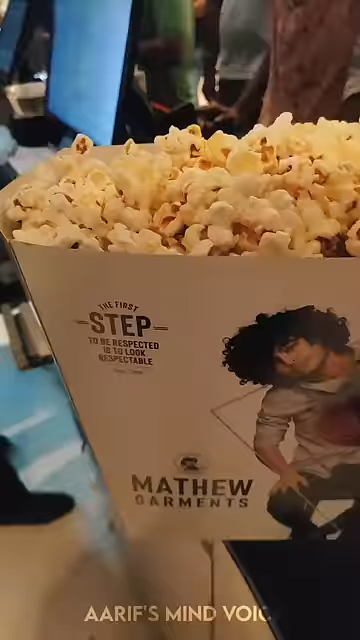 THE FIRST
STEP
TO BE RESPECTED
IS TO LOOK
RESPECTABLE
MATHEW
GARMENTS
AARIF'S MIND VOIC